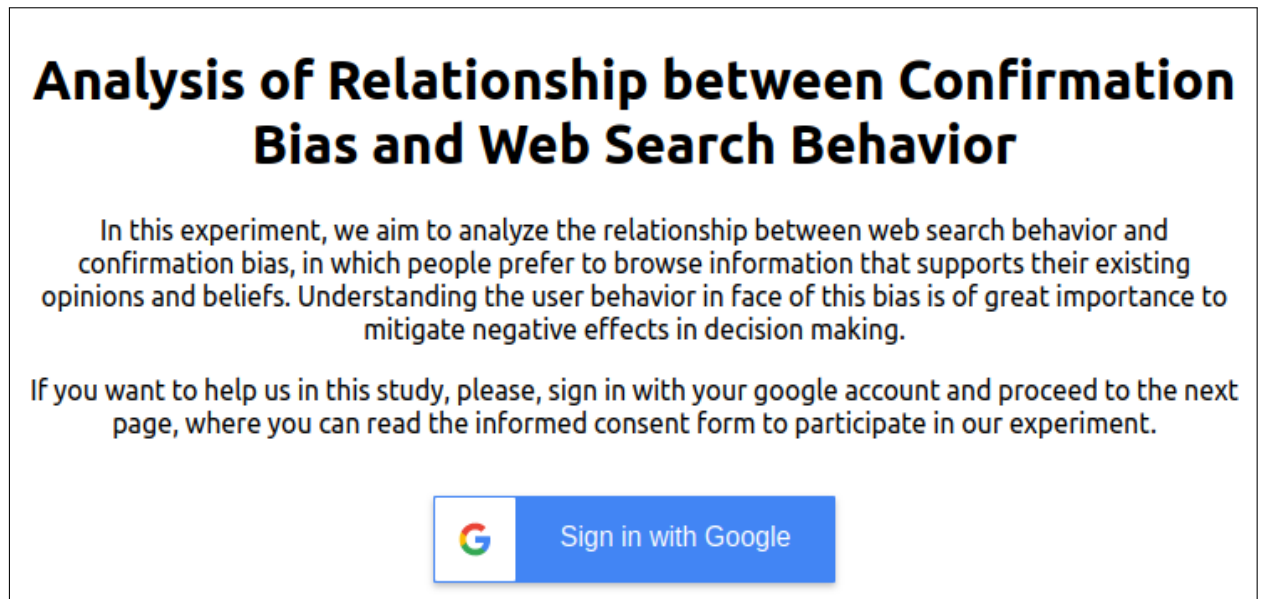 Analysis of Relationship between Confirmation
Bias and Web Search Behavior
In this experiment, we aim to analyze the relationship between web search behavior and
confirmation bias, in which people prefer to browse information that supports their existing
opinions and beliefs. Understanding the user behavior in face of this bias is of great importance to
mitigate negative effects in decision making.
If you want to help us in this study, please, sign in with your google account and proceed to the next
page, where you can read the informed consent form to participate in our experiment.
Sign in with Google